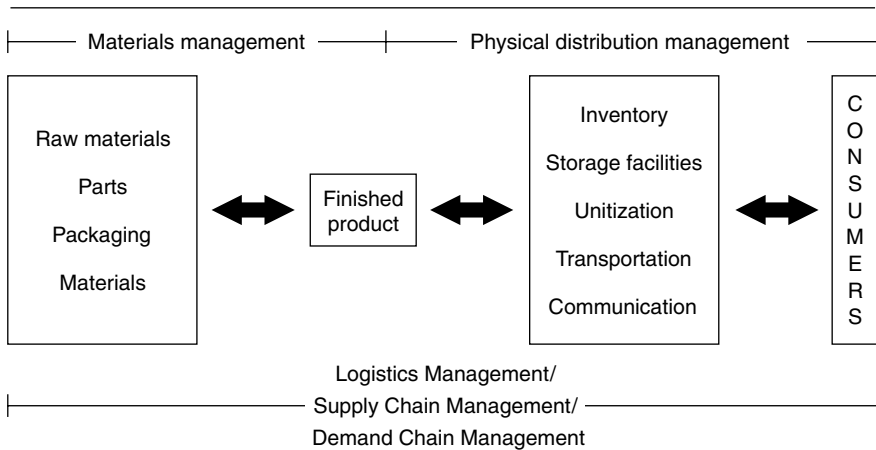 Materials management
Physical distribution management
Raw materials
Parts
Packaging
Materials
Finished
product
Inventory
Storage facilities
Unitization
Transportation
Communication
CONSUMERS
Logistics Management/
Supply Chain Management/
Demand Chain Management